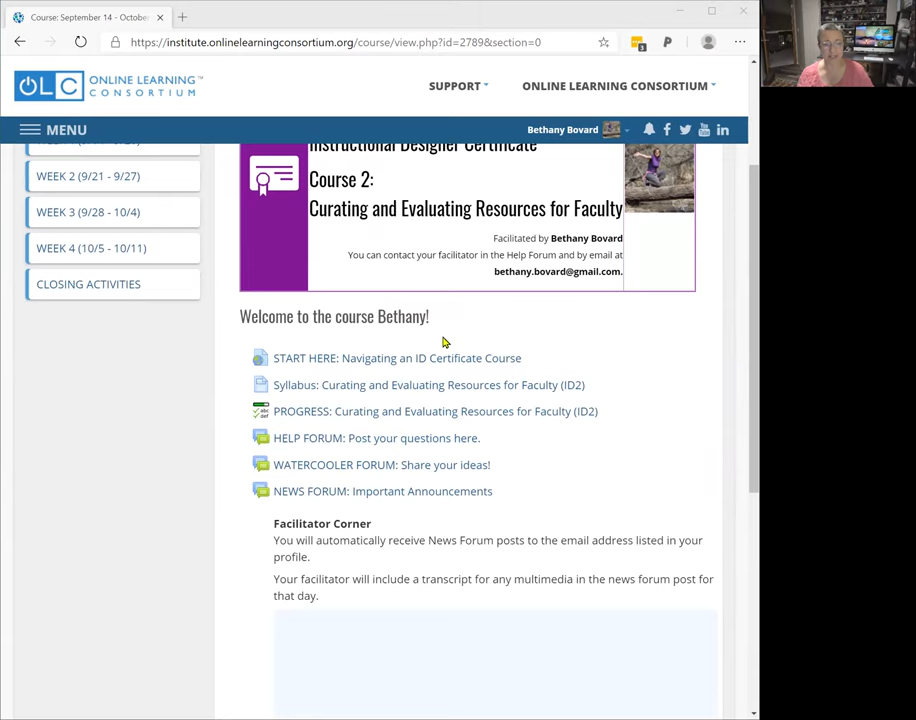 Course: September 14 - Octobe
https://institute.onlinelearningconsortium.org/course/view.php?id=2789&section=0
OLC ONLINE LEARNING CONSORTIUM™
SUPPORT
ONLINE LEARNING CONSORTIUM
MENU
Bethany Bovard
WEEK 2 (9/21 - 9/27)
WEEK 3 (9/28 - 10/4)
WEEK 4 (10/5 - 10/11)
CLOSING ACTIVITIES
Instructional Designer Certificate
Course 2:
Curating and Evaluating Resources for Faculty
Facilitated by Bethany Bovard
You can contact your facilitator in the Help Forum and by email at
bethany.bovard@gmail.com.
Welcome to the course Bethany!
START HERE: Navigating an ID Certificate Course
Syllabus: Curating and Evaluating Resources for Faculty (ID2)
PROGRESS: Curating and Evaluating Resources for Faculty (ID2)
HELP FORUM: Post your questions here.
WATERCOOLER FORUM: Share your ideas!
NEWS FORUM: Important Announcements
Facilitator Corner
You will automatically receive News Forum posts to the email address listed in your
profile.
Your facilitator will include a transcript for any multimedia in the news forum post for
that day.